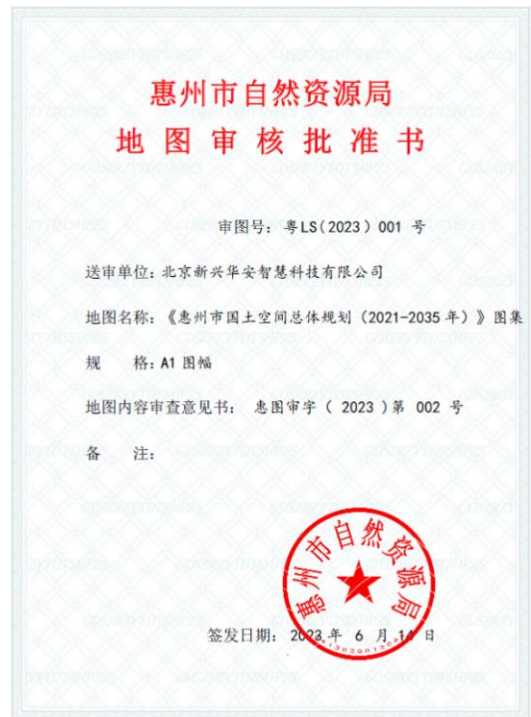 惠州市自然资源局
地图审核批准书
审图号：粤LS(2023）001 号
送审单位：北京新兴华安智慧科技有限公司
地图名称：《惠州市国土空间总体规划（2021-2035 年）》图集
规 格：A1 图幅
地图内容审查意见书： 惠图审字（ 2023 ）第 002 号
备 注：
惠州市自然资源局
签发日期： 2023 年 6 月 14 日